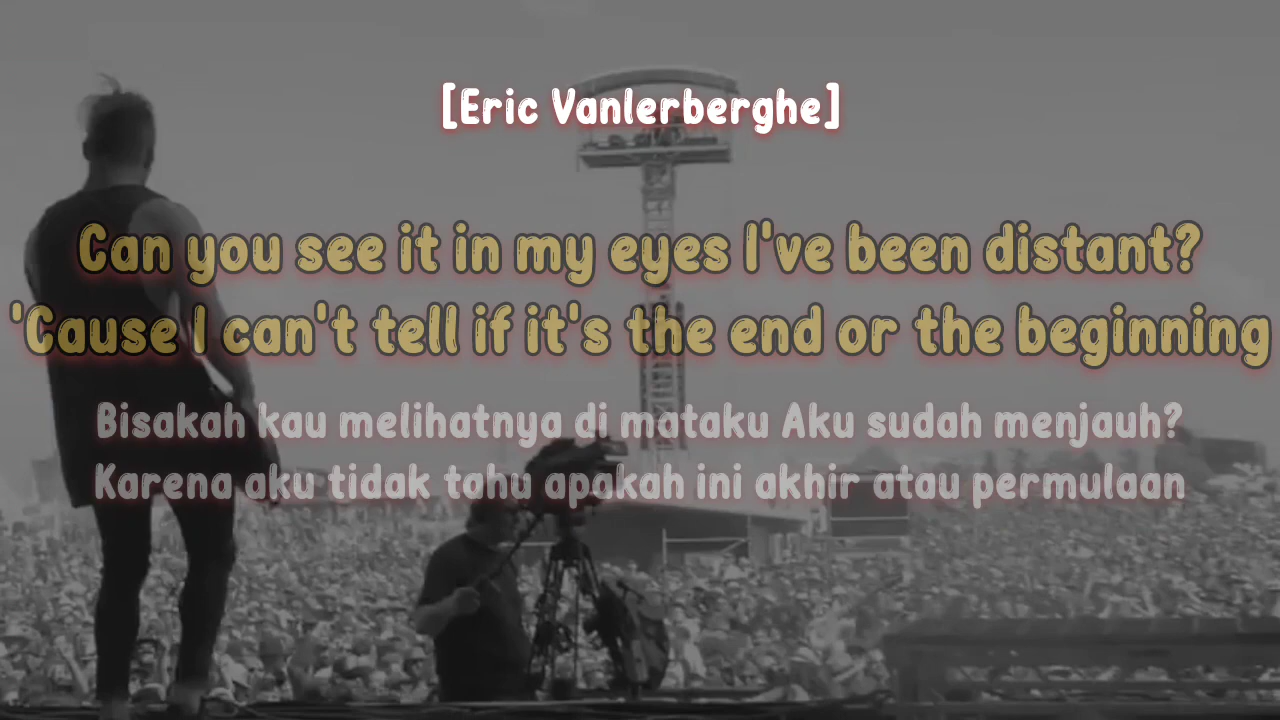 [Eric Vanlerberghe]
Can you see it in my eyes I've been distant?
'Cause I can't tell if it's the end or the beginning
Bisakah kau melihatnya di mataku Aku sudah menjauh?
Karena aku tidak tahu apakah ini akhir atau permulaan